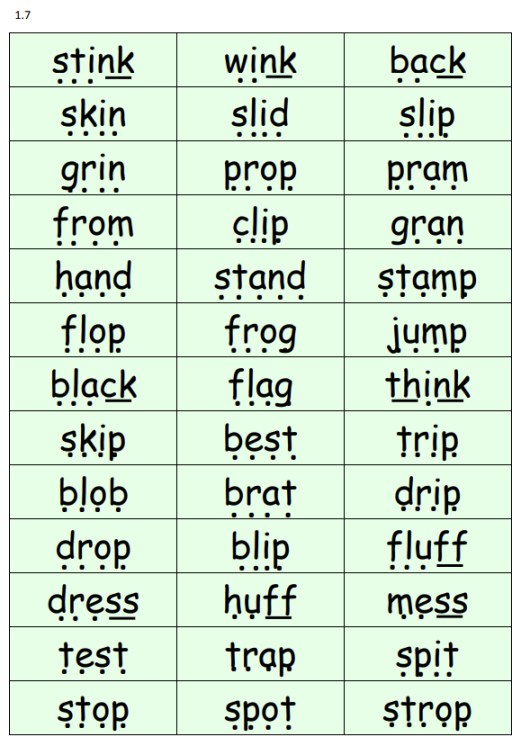 1.7
stink wink back
skin slid slip
grin prop pram
from clip gran
hand stand stamp
flop frog jump
black flag think
skip best trip
blob brat drip
drop blip fluff
dress huff mess
test trap spit
stop spot strop